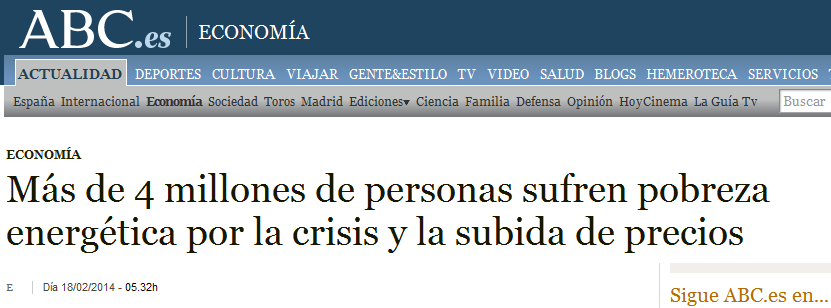 ABC.es ECONOMÍA
ACTUALIDAD DEPORTES CULTURA VIAJAR GENTE&ESTILO TV VIDEO SALUD BLOGS HEMEROTECA SERVICIOS
España Internacional Economía Sociedad Toros Madrid Ediciones▾ Ciencia Familia Defensa Opinión HoyCinema La Guía Tv Buscar
ECONOMÍA
Más de 4 millones de personas sufren pobreza
energética por la crisis y la subida de precios
E Día 18/02/2014 - 05.32h
Sigue ABC.es en...